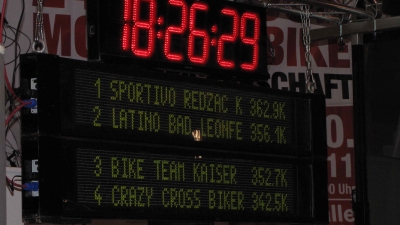 18:26:29
BIKE
1 SPORTIVO REDZAC K 362.9K
2 LATINO BAD LEONFE 356.1K
3 BIKE TEAM KAISER 352.7K
4 CRAZY CROSS BIKER 342.5K